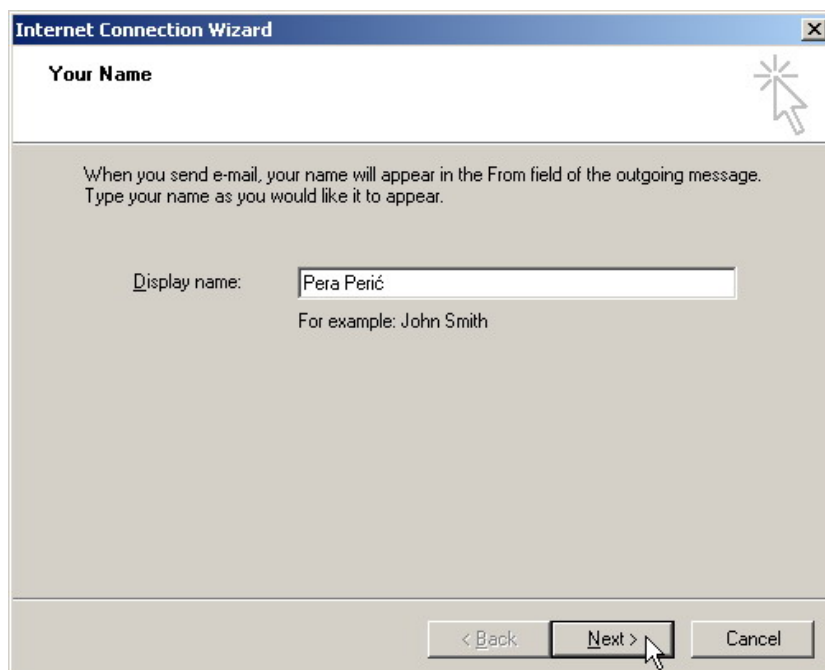 Internet Connection Wizard
Your Name
When you send e-mail, your name will appear in the From field of the outgoing message.
Type your name as you would like it to appear.
Display name: Pera Perić
For example: John Smith
< Back Next > Cancel